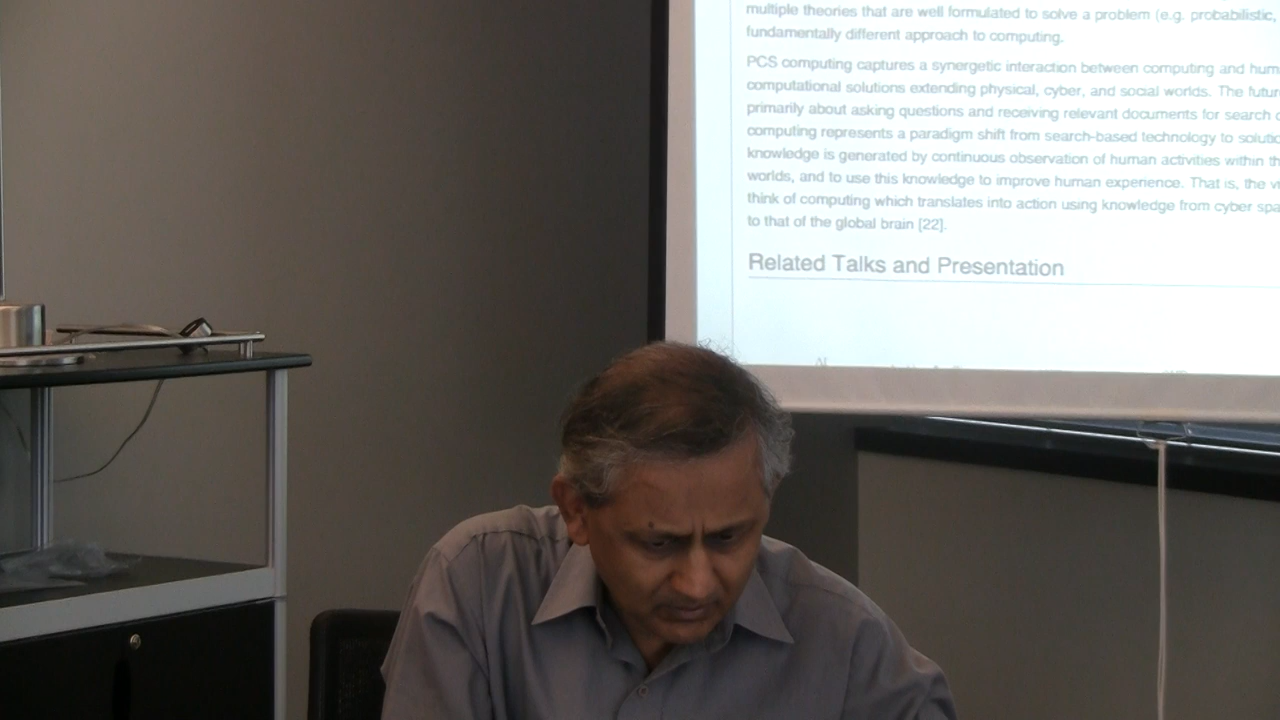 multiple theories that are well formulated to solve a problem (e.g. probabilistic,
fundamentally different approach to computing.
PCS computing captures a synergetic interaction between computing and hum
computational solutions extending physical, cyber, and social worlds. The futur
primarily about asking questions and receiving relevant documents for search
computing represents a paradigm shift from search-based technology to solutio
knowledge is generated by continuous observation of human activities within th
worlds, and to use this knowledge to improve human experience. That is, the
think of computing which translates into action using knowledge from cyber spa
to that of the global brain [22].
Related Talks and Presentation